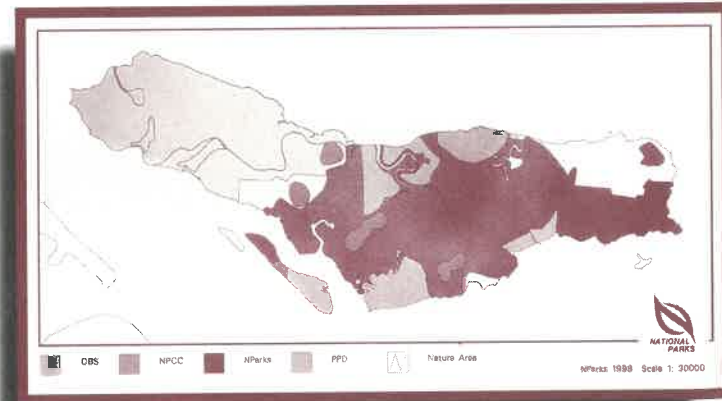 NATIONAL
PARKS
OBS NPCC NParks PPD Nature Area
NParks 1998 Scale 1: 30000